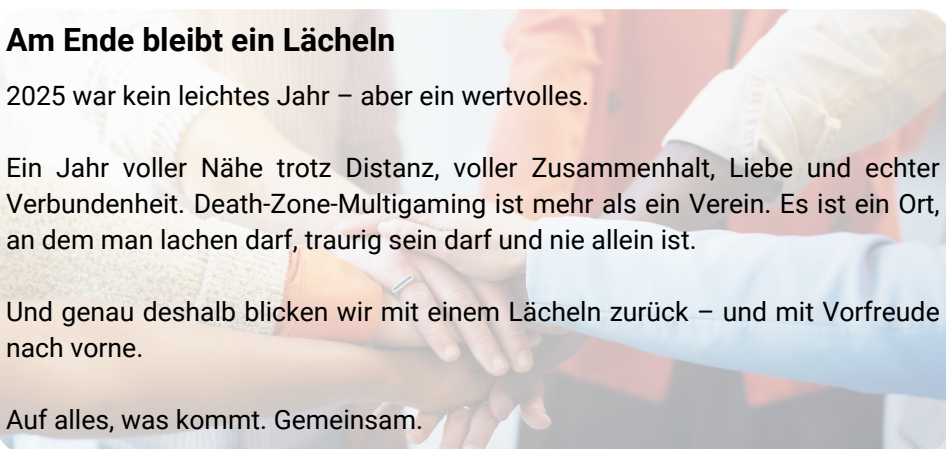 Am Ende bleibt ein Lächeln
2025 war kein leichtes Jahr – aber ein wertvolles.
Ein Jahr voller Nähe trotz Distanz, voller Zusammenhalt, Liebe und echter
Verbundenheit. Death-Zone-Multigaming ist mehr als ein Verein. Es ist ein Ort,
an dem man lachen darf, traurig sein darf und nie allein ist.
Und genau deshalb blicken wir mit einem Lächeln zurück – und mit Vorfreude
nach vorne.
Auf alles, was kommt. Gemeinsam.